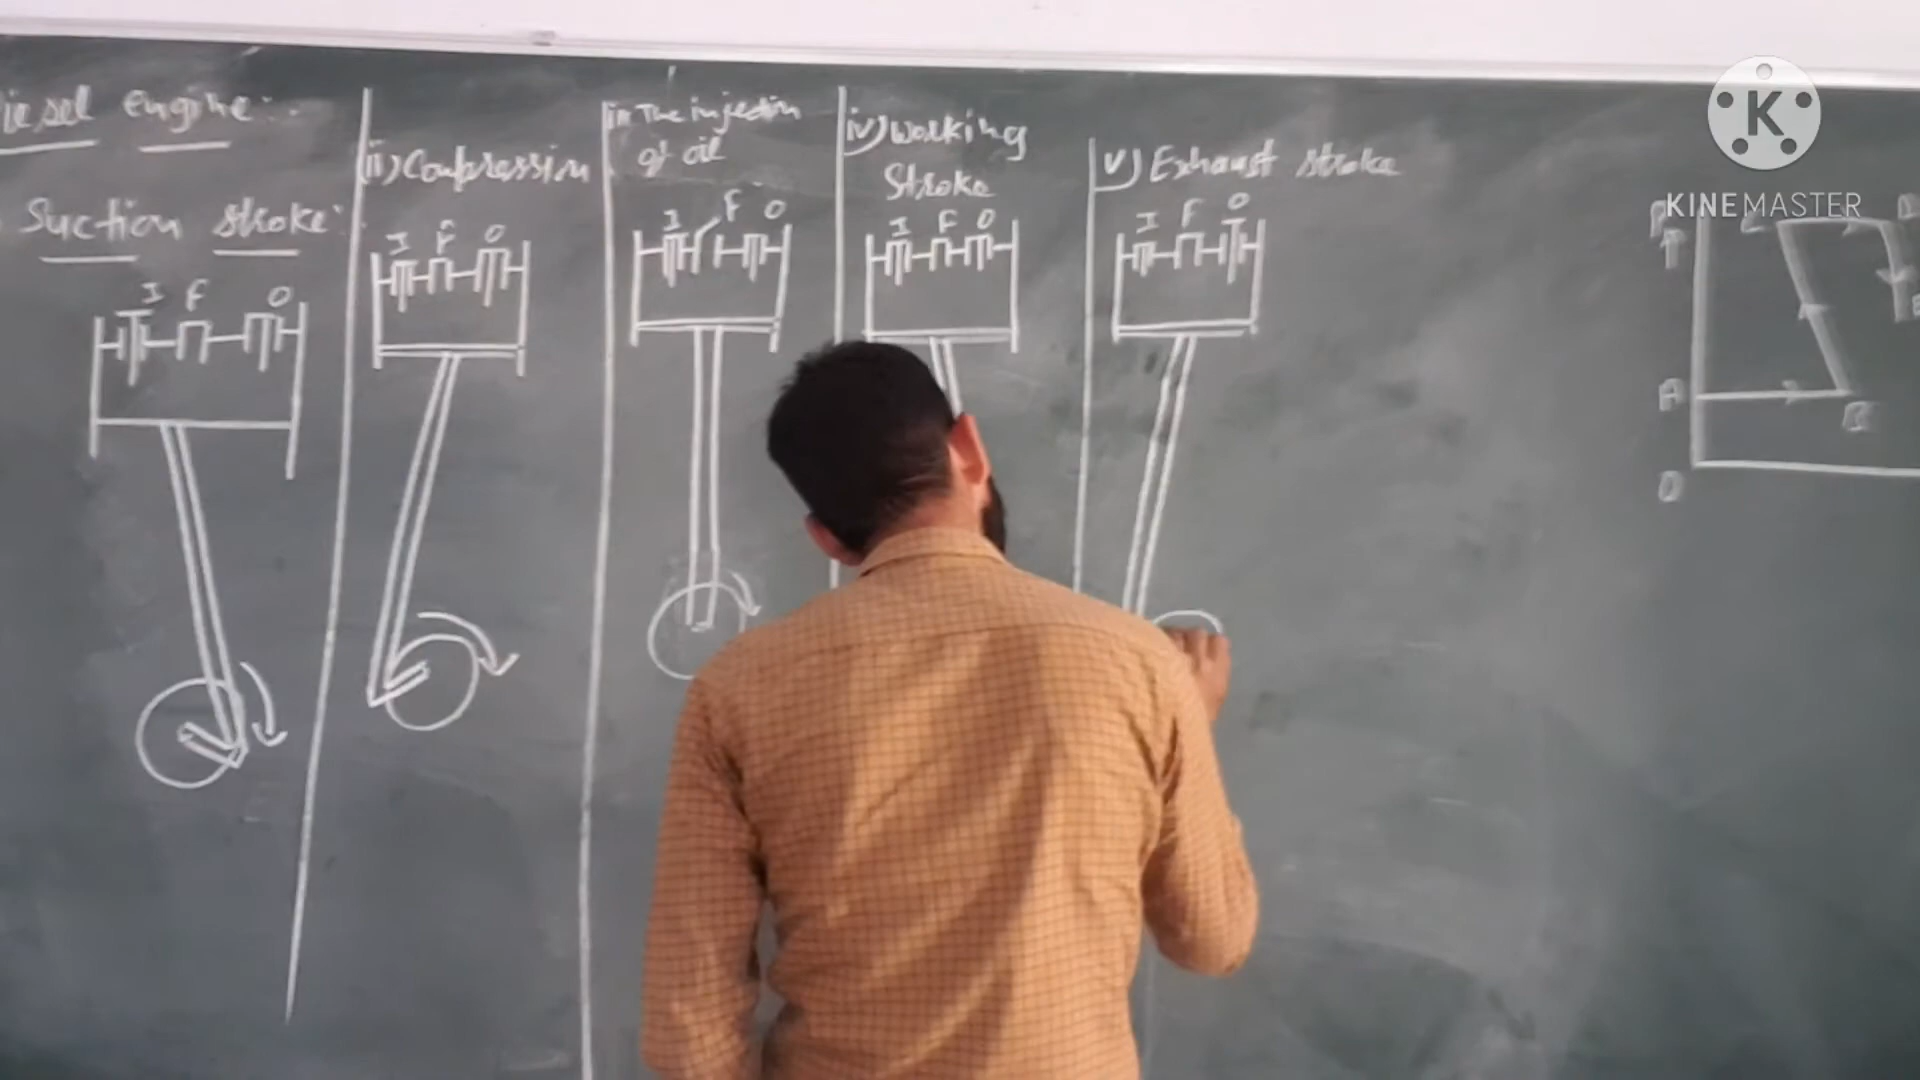 iesel engine:
Suction stroke:
I F O
ii) Compression
I F O
iii The injection
of oil
I F O
iv) Working
Stroke
I F O
v) Exhaust stroke
I F O
K
KINEMASTER
P
C
A
B
O